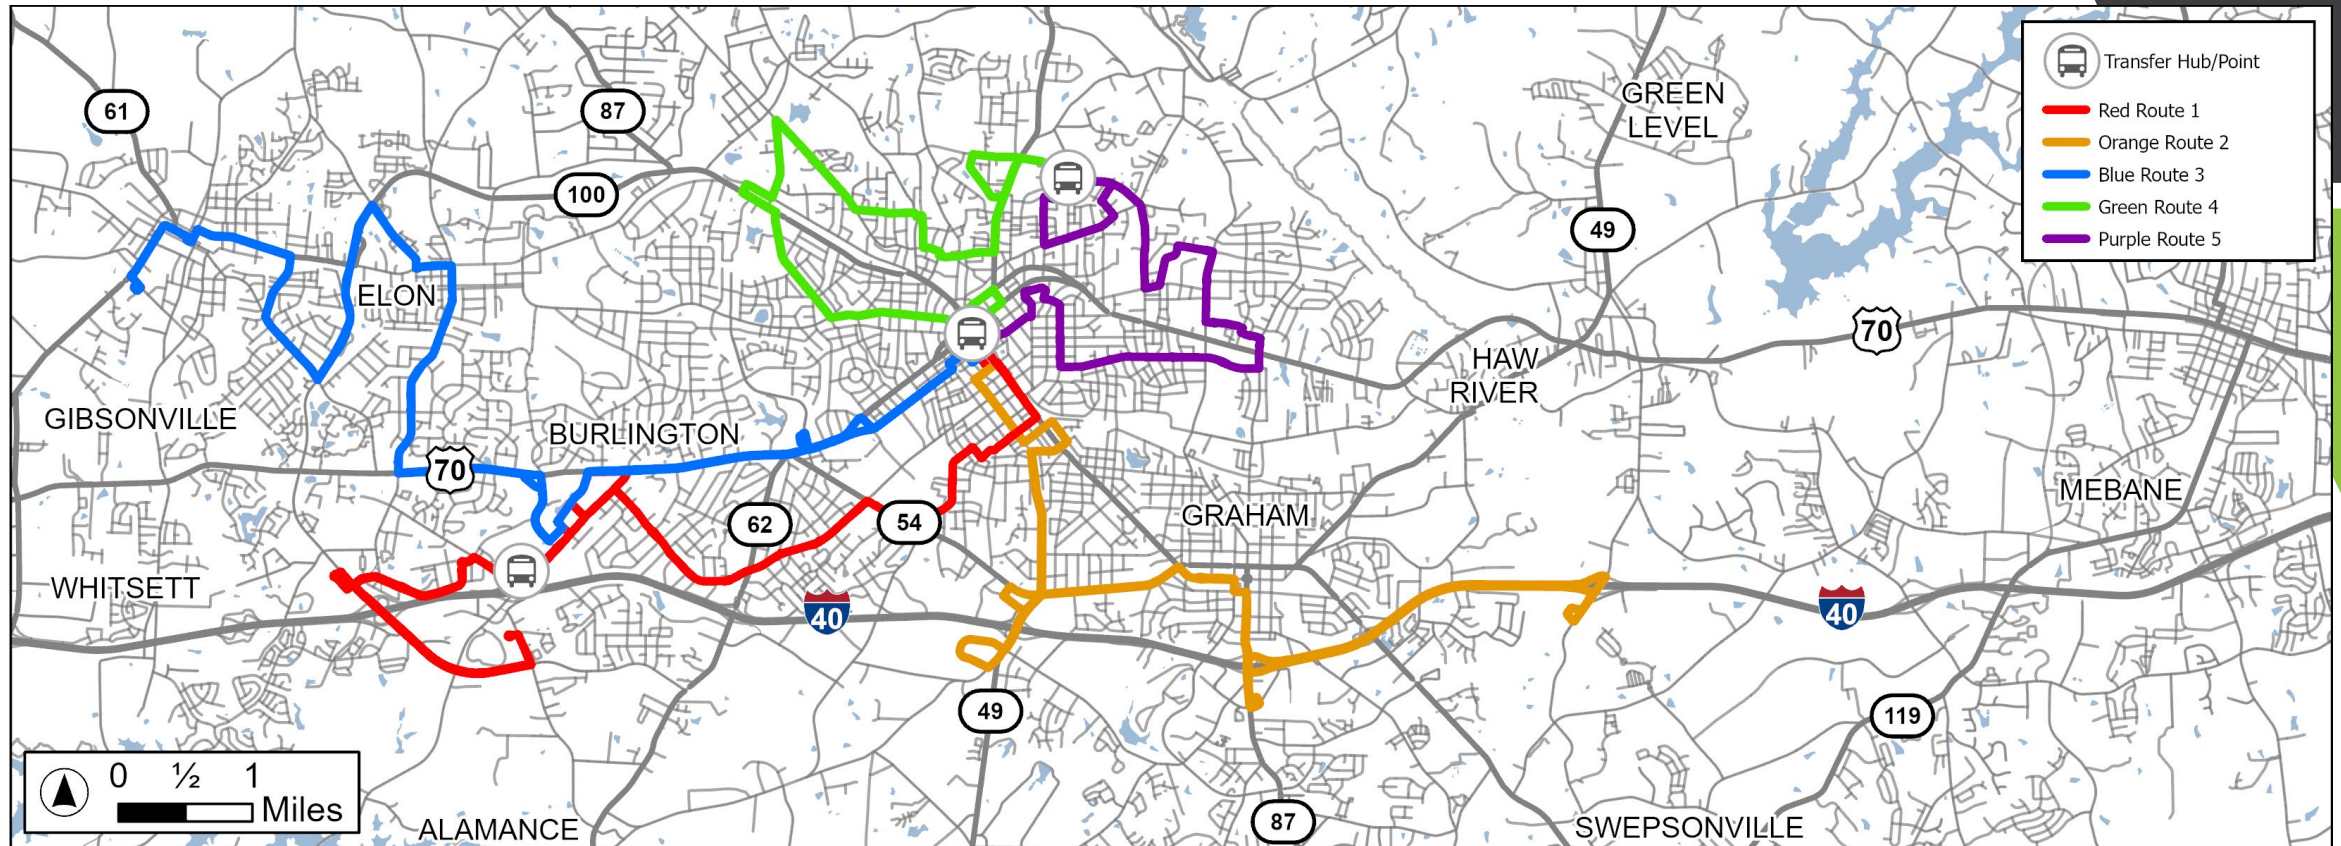 Transfer Hub/Point
Red Route 1
Orange Route 2
Blue Route 3
Green Route 4
Purple Route 5
61
87
100
GREEN
LEVEL
49
ELON
70
HAW
RIVER
GIBSONVILLE
BURLINGTON
70
62
54
GRAHAM
MEBANE
WHITSETT
40
40
49
119
87
0 ½ 1
Miles
ALAMANCE
SWEPSONVILLE